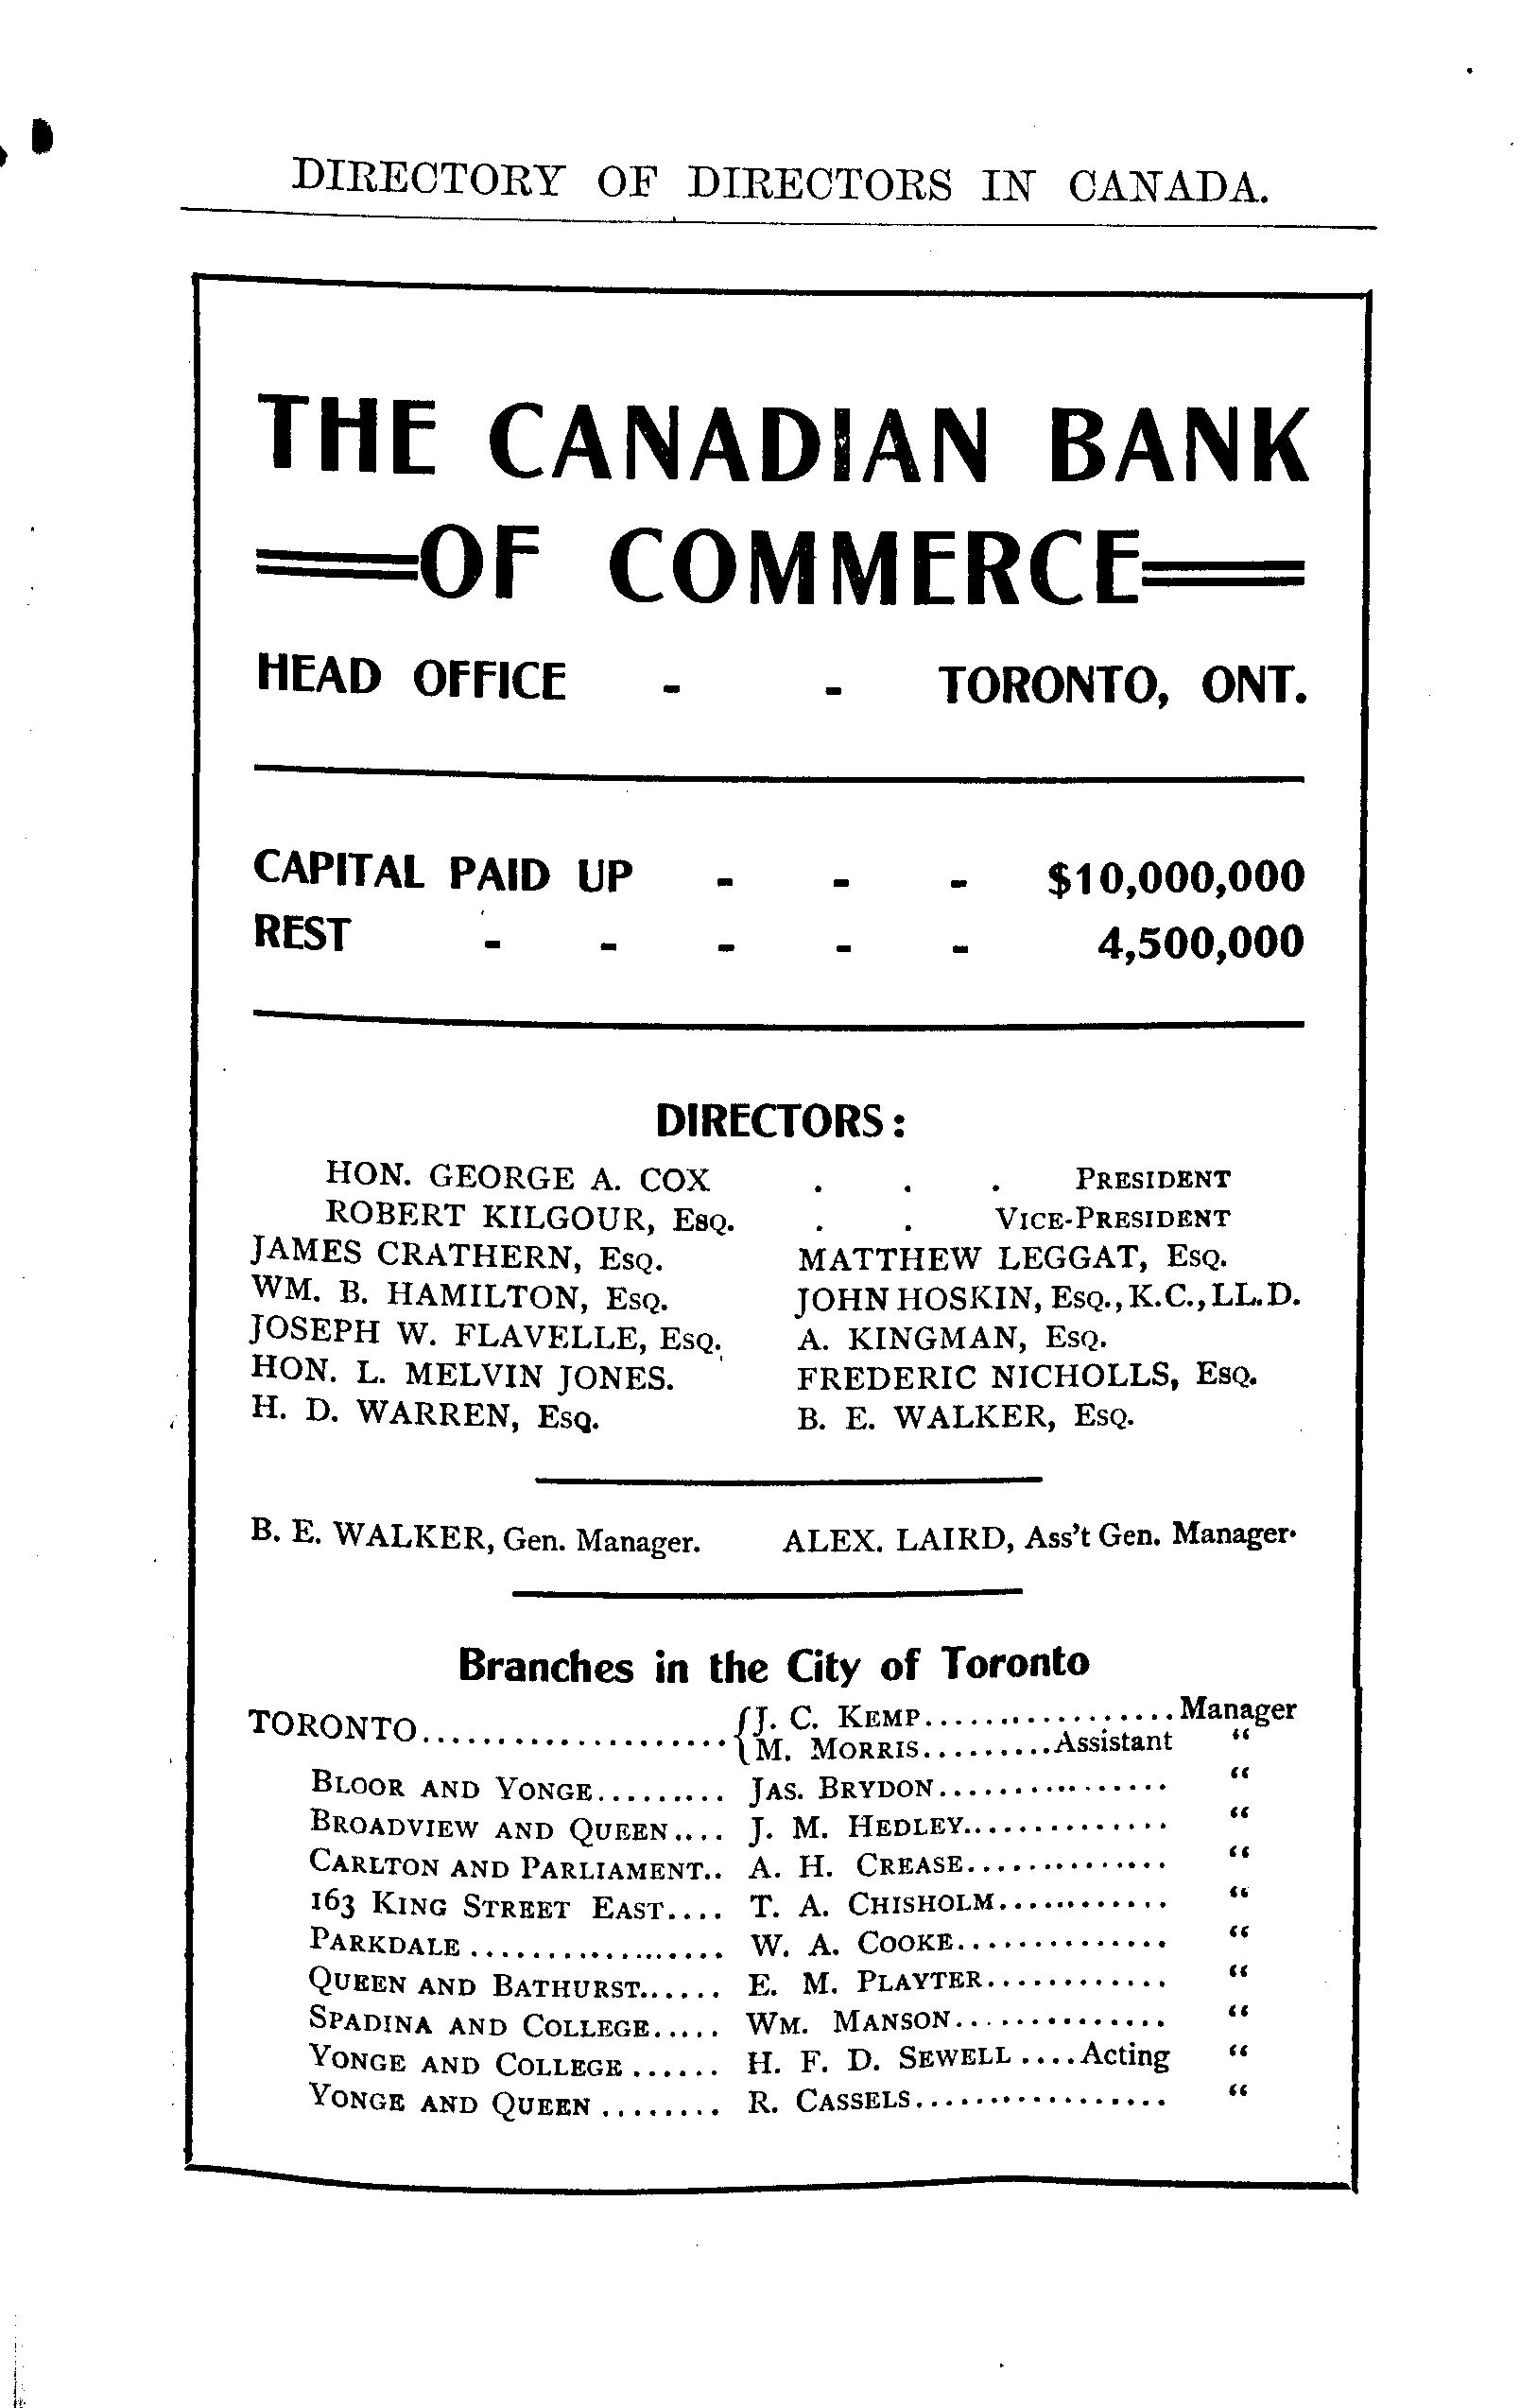 DIRECTORY OF DIRECTORS IN CANADA.
THE CANADIAN BANK
OF COMMERCE
HEAD OFFICE - - TORONTO, ONT.
CAPITAL PAID UP - - - $10,000,000
REST - - - - - 4,500,000
DIRECTORS:
HON. GEORGE A. COX . . . PRESIDENT
ROBERT KILGOUR, ESQ. . . VICE-PRESIDENT
JAMES CRATHERN, ESQ. MATTHEW LEGGAT, ESQ.
WM. B. HAMILTON, ESQ. JOHN HOSKIN, ESQ., K.C., LL.D.
JOSEPH W. FLAVELLE, ESQ. A. KINGMAN, ESQ.
HON. L. MELVIN JONES. FREDERIC NICHOLLS, ESQ.
H. D. WARREN, ESQ. B. E. WALKER, ESQ.
B. E. WALKER, Gen. Manager. ALEX. LAIRD, Ass't Gen. Manager.
Branches in the City of Toronto
TORONTO.................... {J. C. KEMP................. Manager
{M. MORRIS.........Assistant "
BLOOR AND YONGE......... JAS. BRYDON................ "
BROADVIEW AND QUEEN.... J. M. HEDLEY.............. "
CARLTON AND PARLIAMENT.. A. H. CREASE.............. "
163 KING STREET EAST.... T. A. CHISHOLM............ "
PARKDALE ................. W. A. COOKE.............. "
QUEEN AND BATHURST...... E. M. PLAYTER............ "
SPADINA AND COLLEGE..... WM. MANSON.............. "
YONGE AND COLLEGE ...... H. F. D. SEWELL ....Acting "
YONGE AND QUEEN ........ R. CASSELS................. "